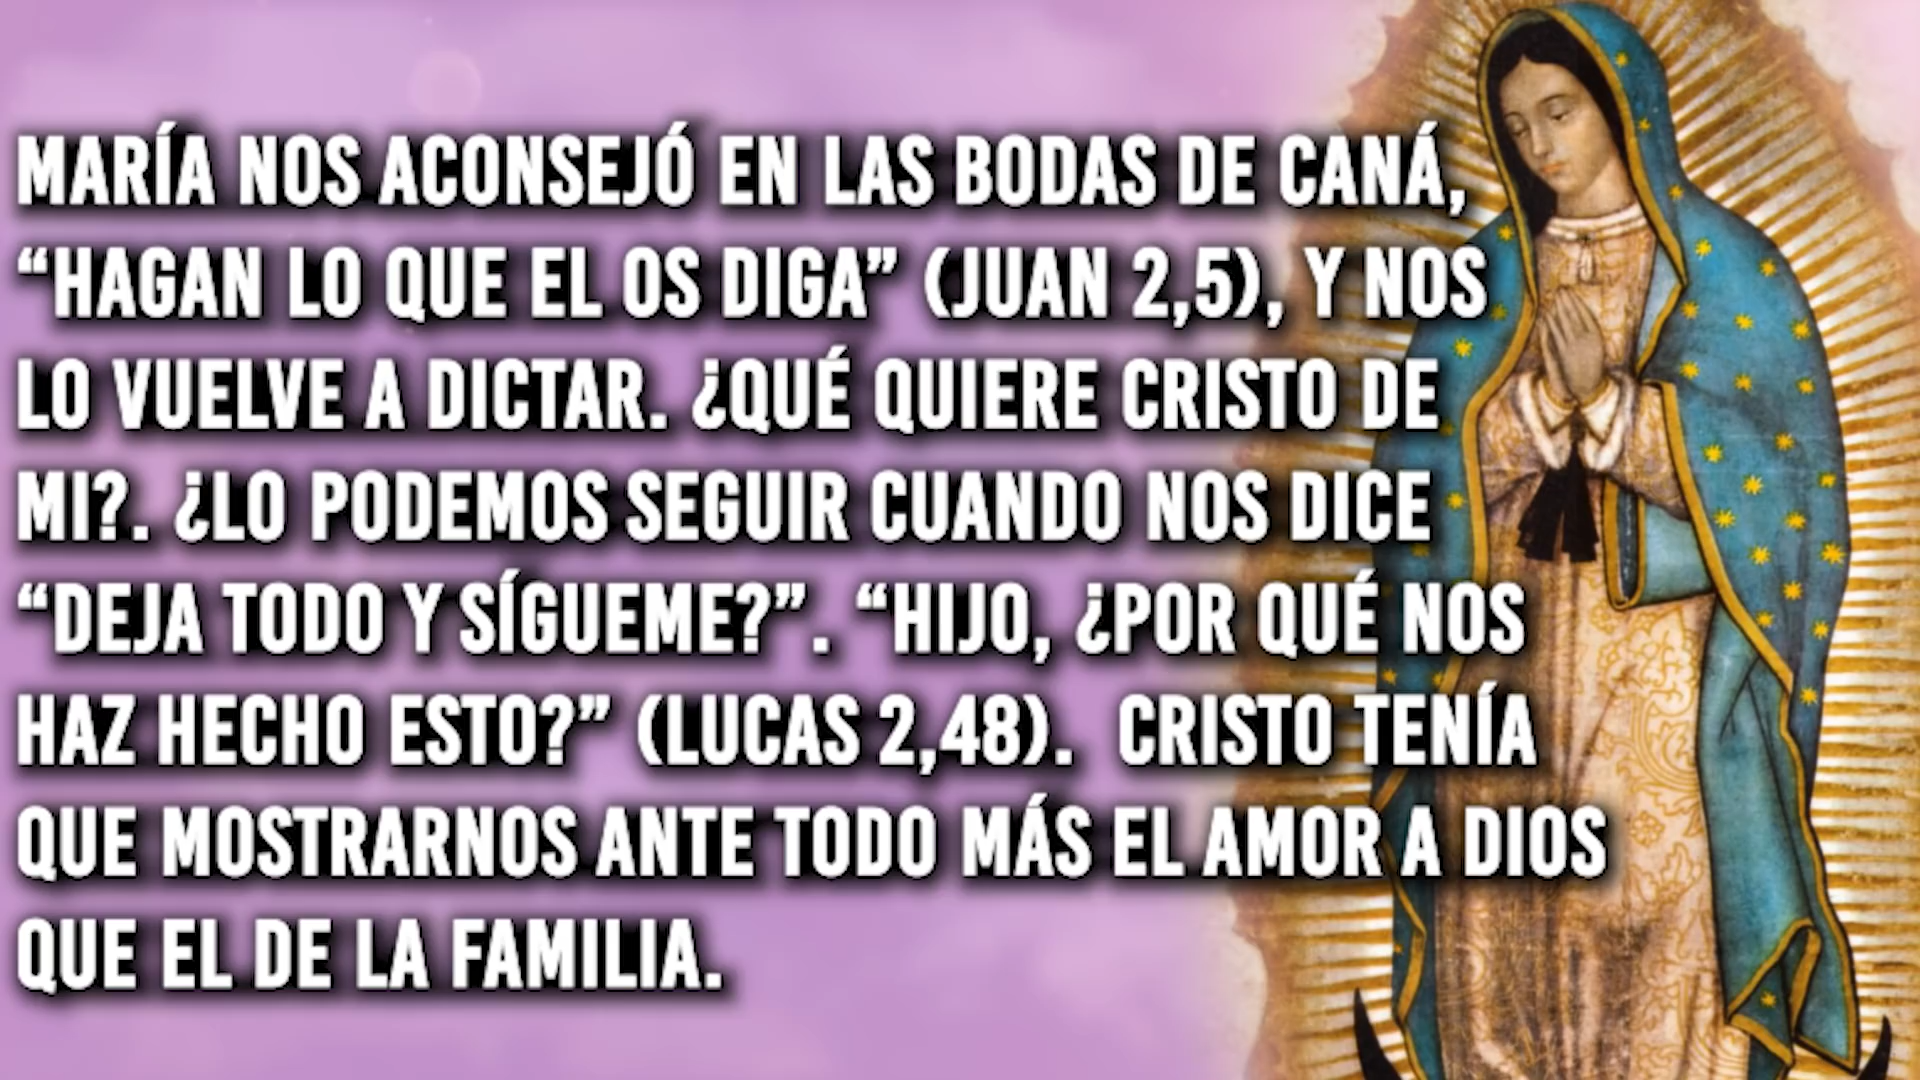 MARÍA NOS ACONSEJÓ EN LAS BODAS DE CANÁ,
“HAGAN LO QUE EL OS DIGA” (JUAN 2,5), Y NOS
LO VUELVE A DICTAR. ¿QUÉ QUIERE CRISTO DE
MI?. ¿LO PODEMOS SEGUIR CUANDO NOS DICE
“DEJA TODO Y SÍGUEME?”. “HIJO, ¿POR QUÉ NOS
HAZ HECHO ESTO?” (LUCAS 2,48).  CRISTO TENÍA
QUE MOSTRARNOS ANTE TODO MÁS EL AMOR A DIOS
QUE EL DE LA FAMILIA.